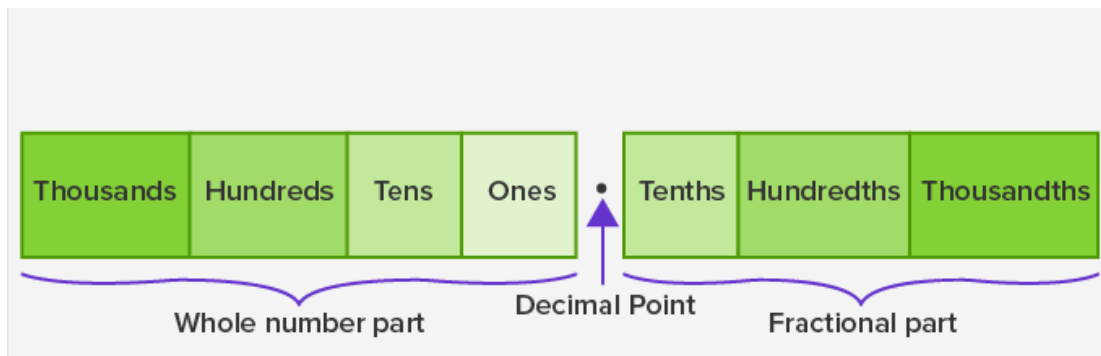 Thousands Hundreds Tens Ones . Tenths Hundredths Thousandths
Decimal Point
Whole number part Fractional part